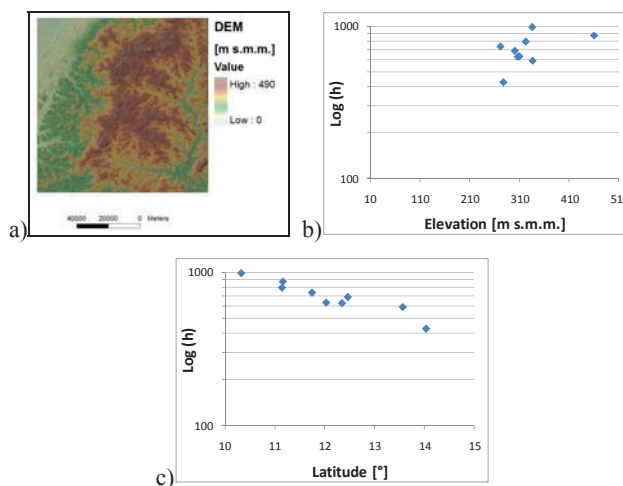 DEM
[m s.m.m.]
Value
High : 490
Low : 0
40000 20000 0 Meters
a)
1000
100
Log (h)
10 110 210 310 410 51
Elevation [m s.m.m.]
b)
1000
100
Log (h)
10 11 12 13 14 15
Latitude [°]
c)